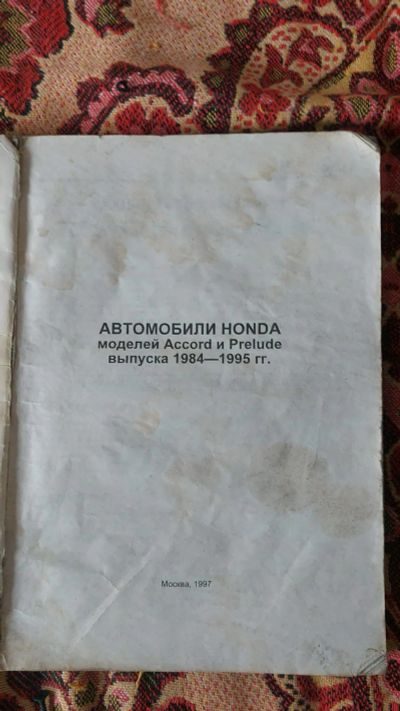 АВТОМОБИЛИ HONDA
моделей Accord и Prelude
выпуска 1984—1995 гг.
Москва, 1997